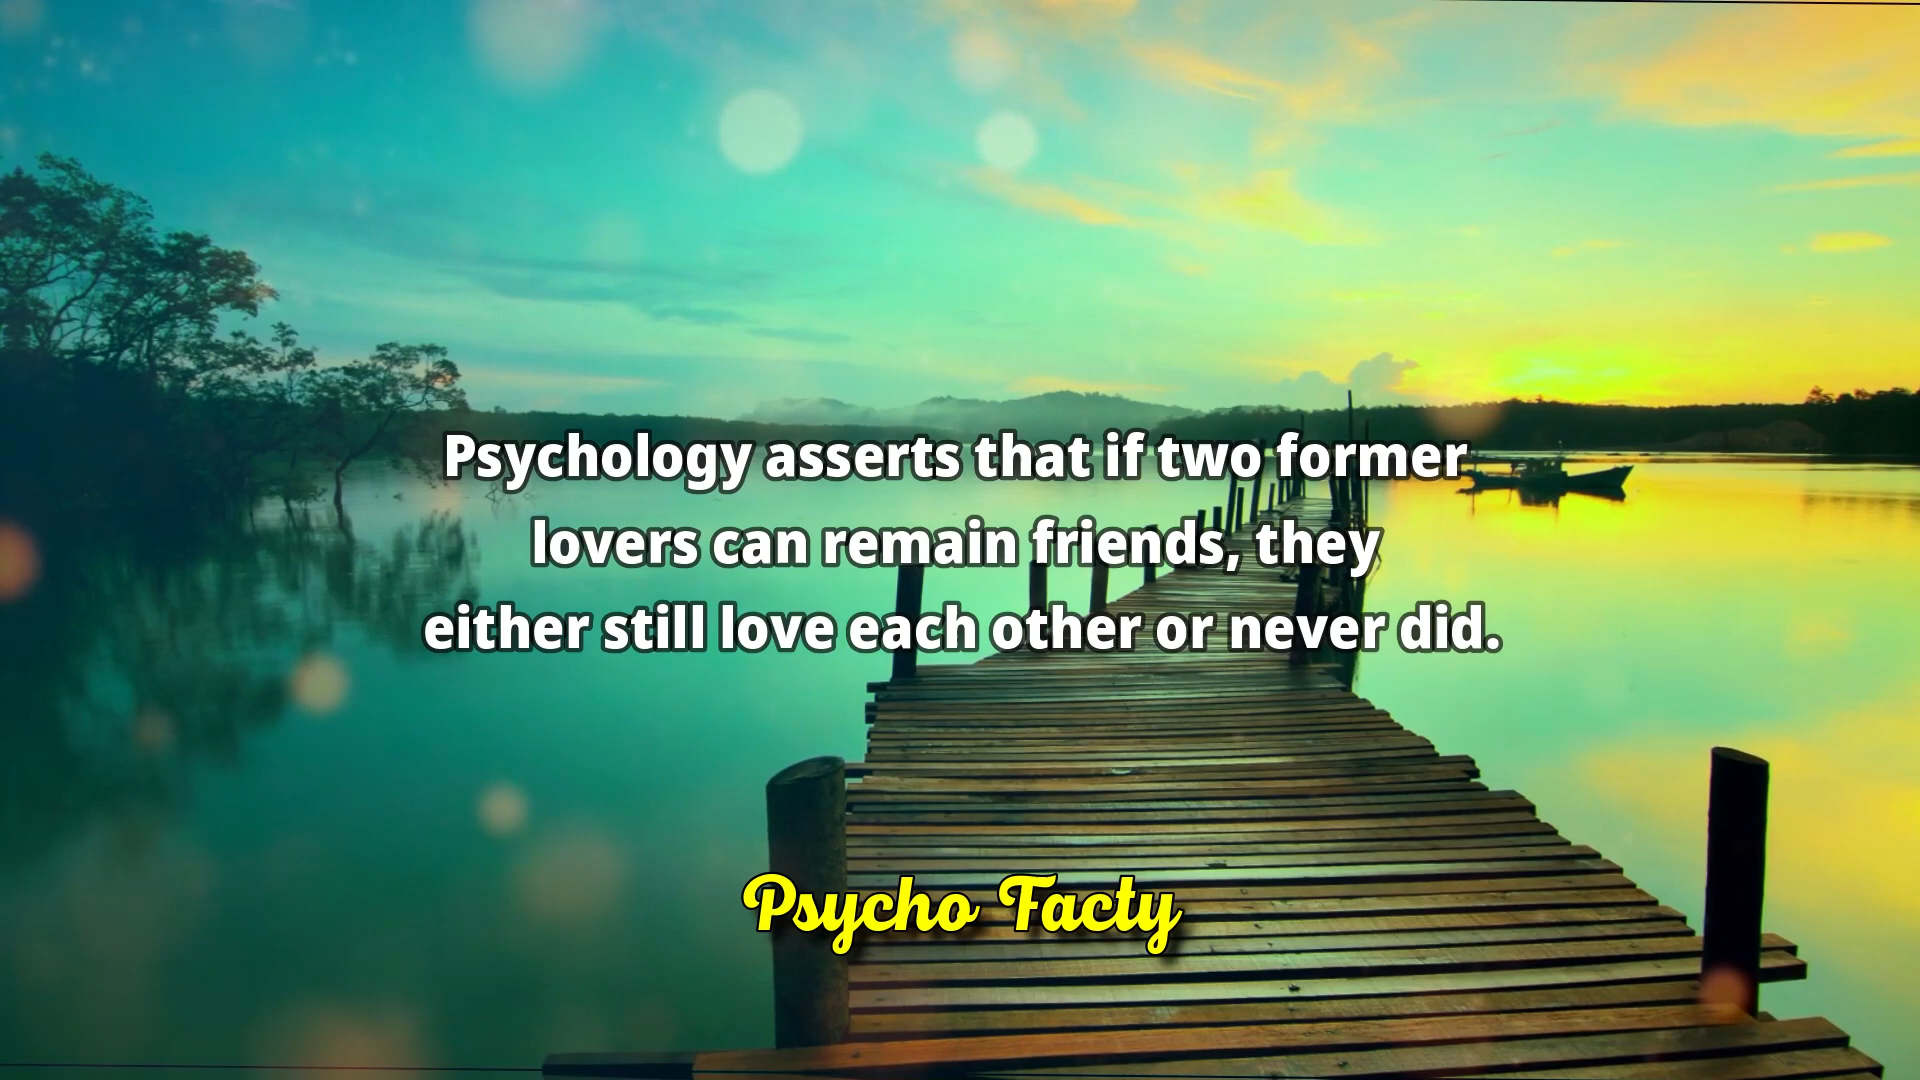 Psychology asserts that if two former
lovers can remain friends, they
either still love each other or never did.
Psycho Facty